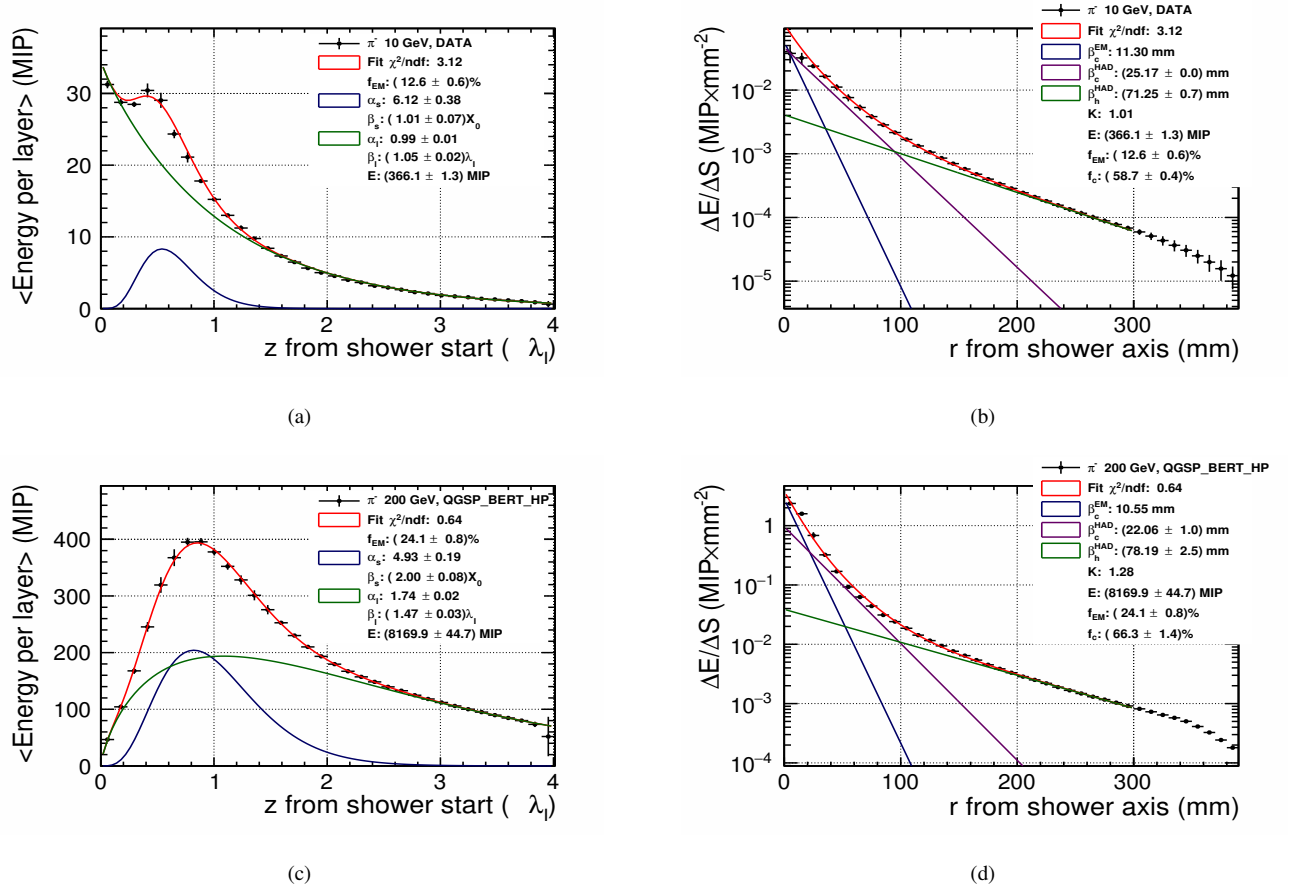 π⁻ 10 GeV, DATA
Fit χ²/ndf: 3.12
f_EM: ( 12.6 ± 0.6)%
α_s: 6.12 ± 0.38
β_s: ( 1.01 ± 0.07)X_0
α_l: 0.99 ± 0.01
β_l: ( 1.05 ± 0.02)λ_I
E: (366.1 ± 1.3) MIP
<Energy per layer> (MIP)
30
20
10
0
0 1 2 3 4
z from shower start ( λ_I)
(a)
π⁻ 10 GeV, DATA
Fit χ²/ndf: 3.12
β_c^EM: 11.30 mm
β_c^HAD: (25.17 ± 0.0) mm
β_h^HAD: (71.25 ± 0.7) mm
K: 1.01
E: (366.1 ± 1.3) MIP
f_EM: ( 12.6 ± 0.6)%
f_c: ( 58.7 ± 0.4)%
ΔE/ΔS (MIP×mm⁻²)
10⁻²
10⁻³
10⁻⁴
10⁻⁵
0 100 200 300
r from shower axis (mm)
(b)
π⁻ 200 GeV, QGSP_BERT_HP
Fit χ²/ndf: 0.64
f_EM: ( 24.1 ± 0.8)%
α_s: 4.93 ± 0.19
β_s: ( 2.00 ± 0.08)X_0
α_l: 1.74 ± 0.02
β_l: ( 1.47 ± 0.03)λ_I
E: (8169.9 ± 44.7) MIP
<Energy per layer> (MIP)
400
300
200
100
0
0 1 2 3 4
z from shower start ( λ_I)
(c)
π⁻ 200 GeV, QGSP_BERT_HP
Fit χ²/ndf: 0.64
β_c^EM: 10.55 mm
β_c^HAD: (22.06 ± 1.0) mm
β_h^HAD: (78.19 ± 2.5) mm
K: 1.28
E: (8169.9 ± 44.7) MIP
f_EM: ( 24.1 ± 0.8)%
f_c: ( 66.3 ± 1.4)%
ΔE/ΔS (MIP×mm⁻²)
1
10⁻¹
10⁻²
10⁻³
10⁻⁴
0 100 200 300
r from shower axis (mm)
(d)